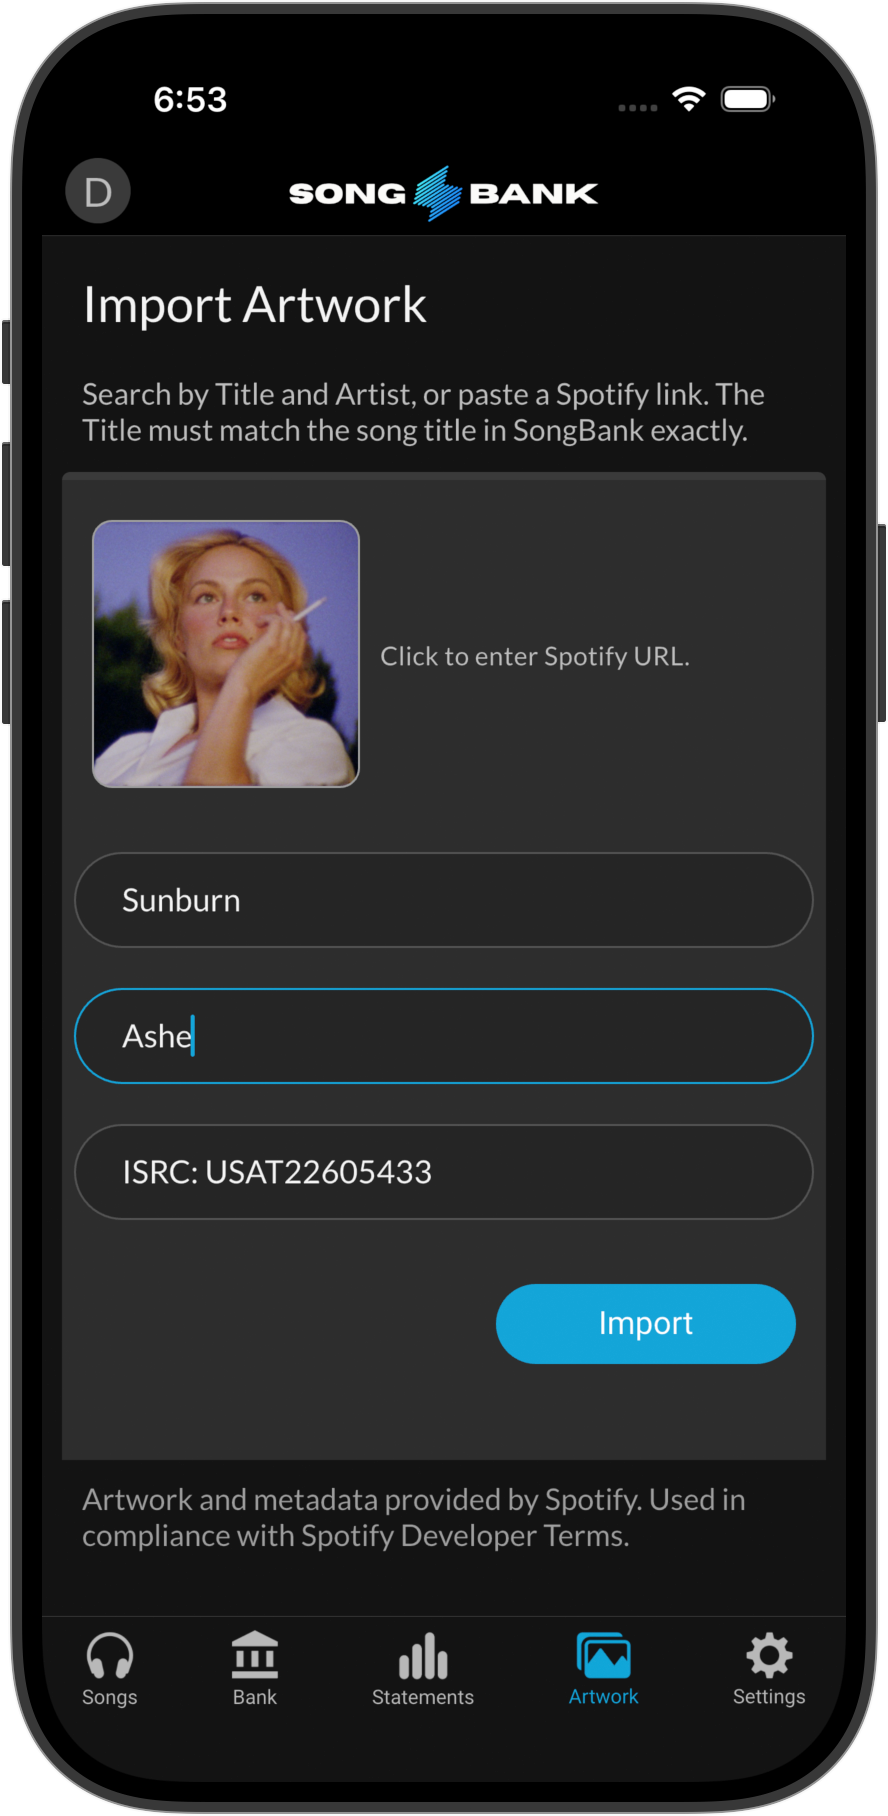 6:53
D
SONG BANK
Import Artwork
Search by Title and Artist, or paste a Spotify link. The
Title must match the song title in SongBank exactly.
Click to enter Spotify URL.
Sunburn
Ashe
ISRC: USAT22605433
Import
Artwork and metadata provided by Spotify. Used in
compliance with Spotify Developer Terms.
Songs
Bank
Statements
Artwork
Settings